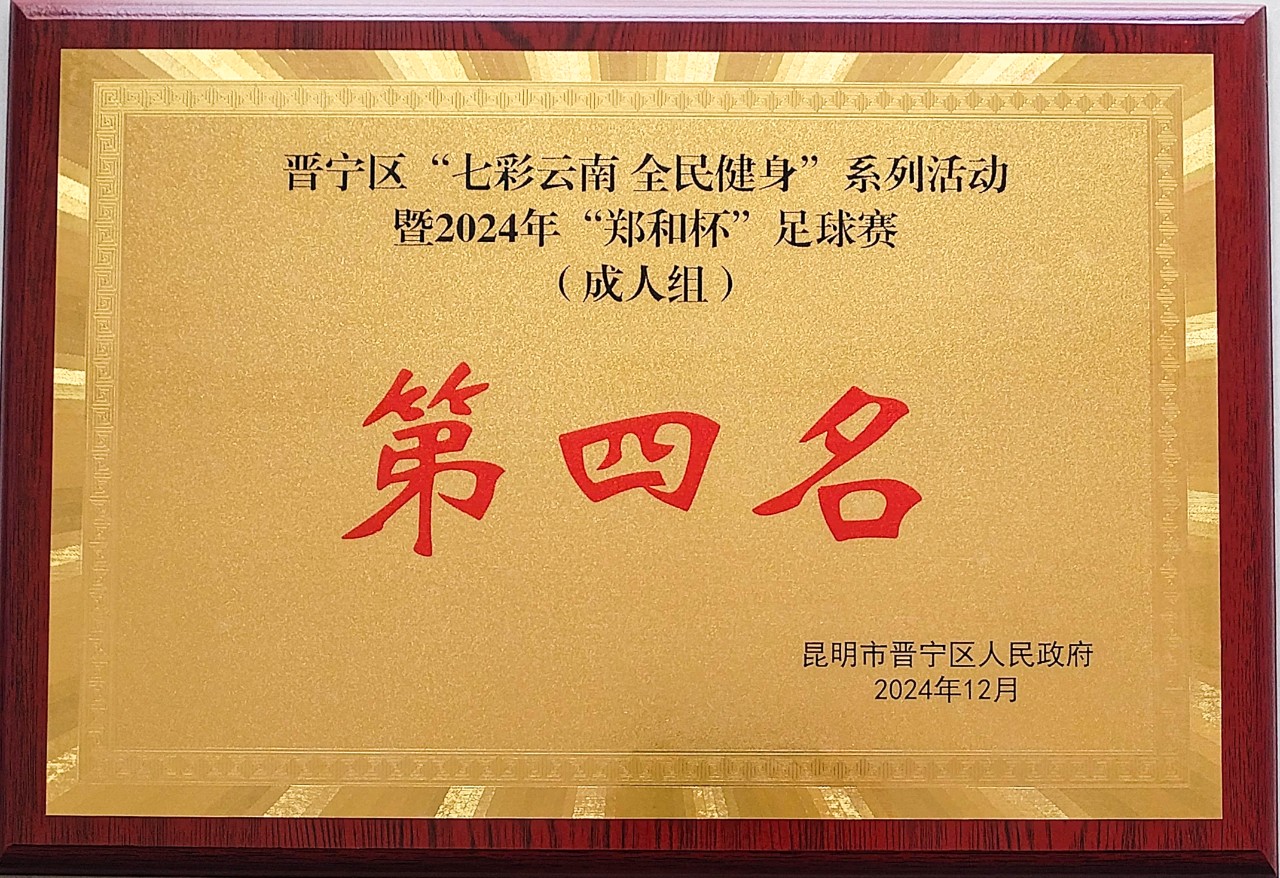 晋宁区“七彩云南 全民健身”系列活动
暨2024年“郑和杯”足球赛
（成人组）
第四名
昆明市晋宁区人民政府
2024年12月